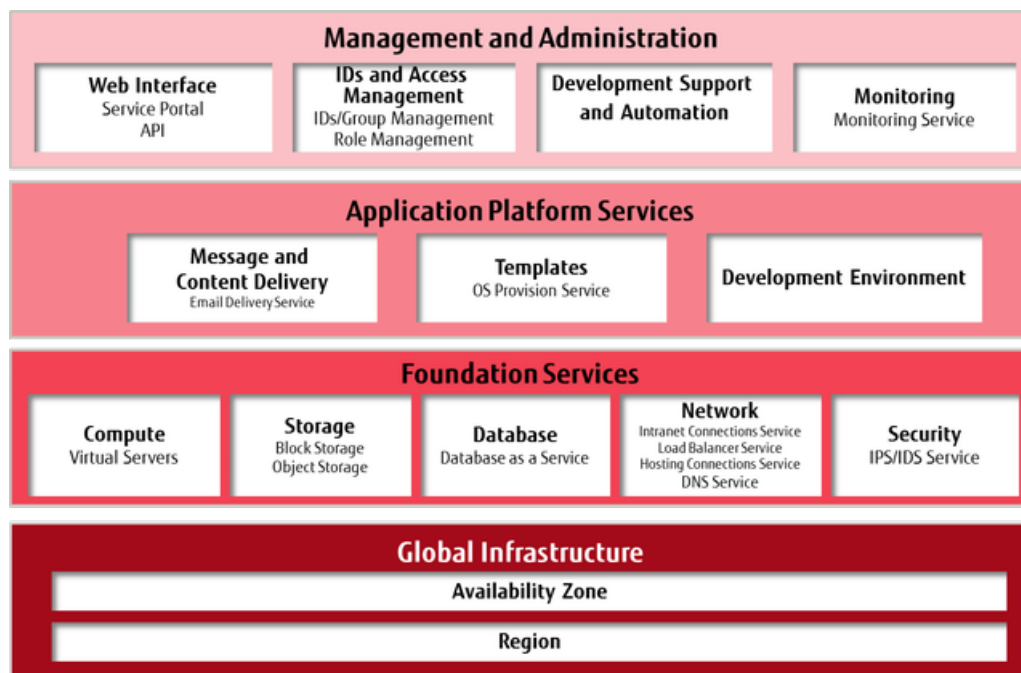 Management and Administration
Web Interface
Service Portal
API
IDs and Access
Management
IDs/Group Management
Role Management
Development Support
and Automation
Monitoring
Monitoring Service
Application Platform Services
Message and
Content Delivery
Email Delivery Service
Templates
OS Provision Service
Development Environment
Foundation Services
Compute
Virtual Servers
Storage
Block Storage
Object Storage
Database
Database as a Service
Network
Intranet Connections Service
Load Balancer Service
Hosting Connections Service
DNS Service
Security
IPS/IDS Service
Global Infrastructure
Availability Zone
Region